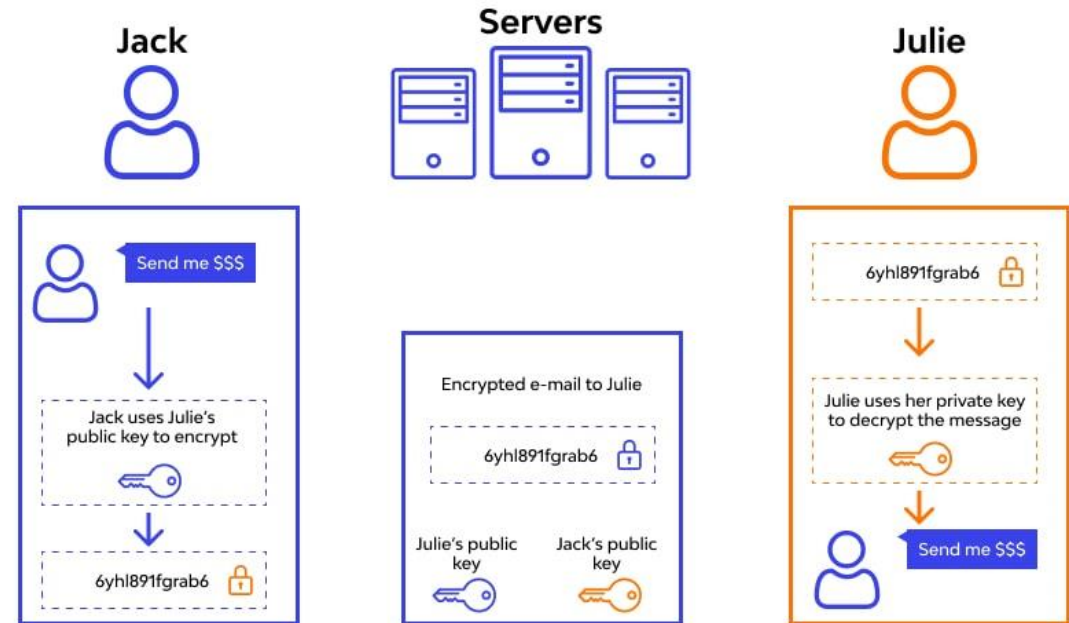 Jack
Servers
Julie
Send me $$$
Jack uses Julie's
public key to encrypt
6yhl891fgrab6
Encrypted e-mail to Julie
6yhl891fgrab6
Julie's public
key
Jack's public
key
6yhl891fgrab6
Julie uses her private key
to decrypt the message
Send me $$$